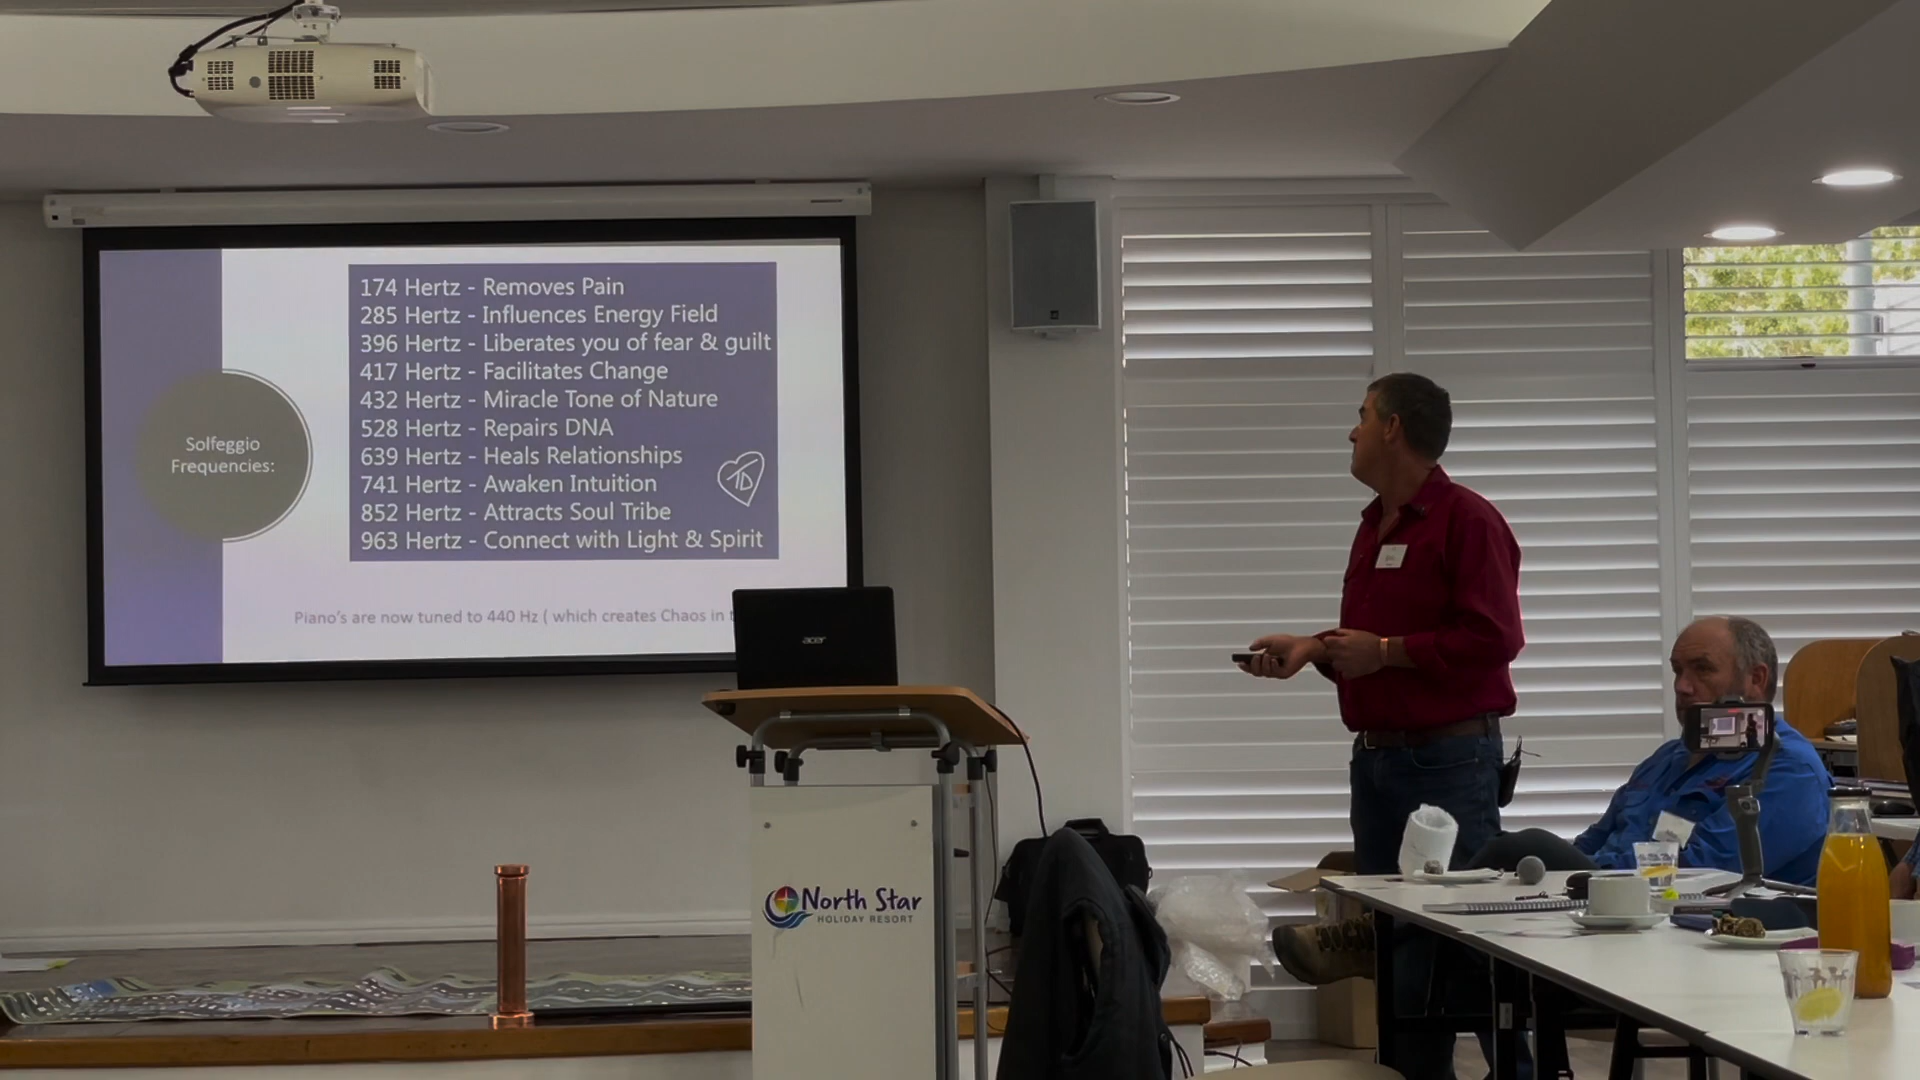 174 Hertz - Removes Pain
285 Hertz - Influences Energy Field
396 Hertz - Liberates you of fear & guilt
417 Hertz - Facilitates Change
432 Hertz - Miracle Tone of Nature
528 Hertz - Repairs DNA
639 Hertz - Heals Relationships
741 Hertz - Awaken Intuition
852 Hertz - Attracts Soul Tribe
963 Hertz - Connect with Light & Spirit
TD
Solfeggio
Frequencies:
Piano's are now tuned to 440 Hz ( which creates Chaos in
acer
North Star
HOLIDAY RESORT